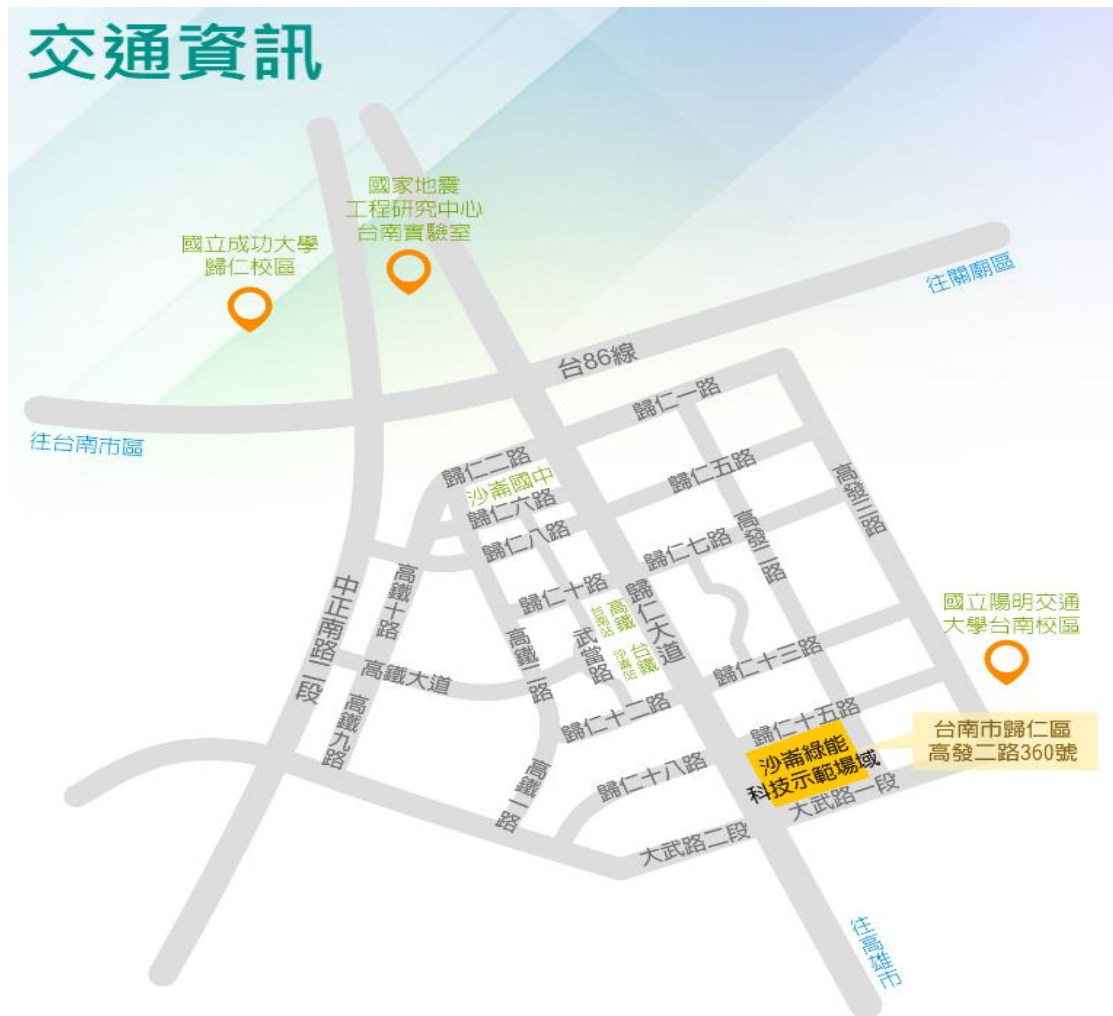 交通資訊
國家地震
工程研究中心
台南實驗室
國立成功大學
歸仁校區
往關廟區
台86線
往台南市區
歸仁一路
歸仁二路
沙崙國中
歸仁六路
歸仁五路
歸仁八路
高發三路
高發二路
歸仁七路
歸仁十路
高鐵十路
中正南路二段
歸仁大道
高鐵
台南站
台鐵
沙崙站
武當路
高鐵二路
國立陽明交通
大學台南校區
歸仁十三路
高鐵大道
高鐵九路
歸仁十二路
歸仁十五路
台南市歸仁區
高發二路360號
沙崙綠能
科技示範場域
歸仁十八路
高鐵一路
大武路一段
大武路二段
往高雄市